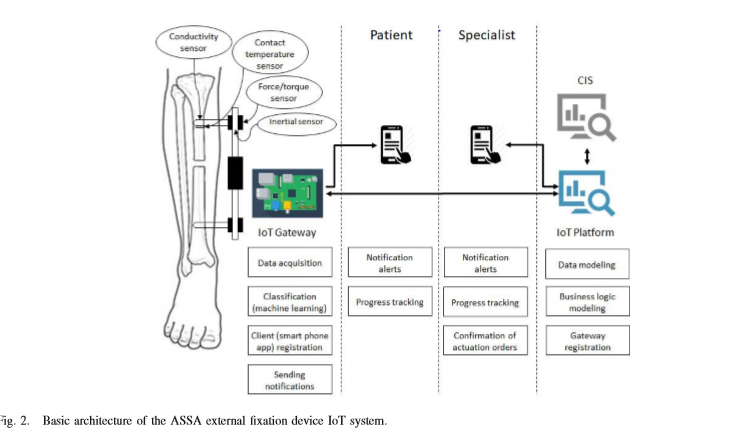 Conductivity
sensor
Contact
temperature
sensor
Force/torque
sensor
Inertial sensor
Patient
Specialist
CIS
IoT Gateway
IoT Platform
Data acquisition
Classification
(machine learning)
Client (smart phone
app) registration
Sending
notifications
Notification
alerts
Progress tracking
Notification
alerts
Progress tracking
Confirmation of
actuation orders
Data modeling
Business logic
modeling
Gateway
registration
Fig. 2. Basic architecture of the ASSA external fixation device IoT system.